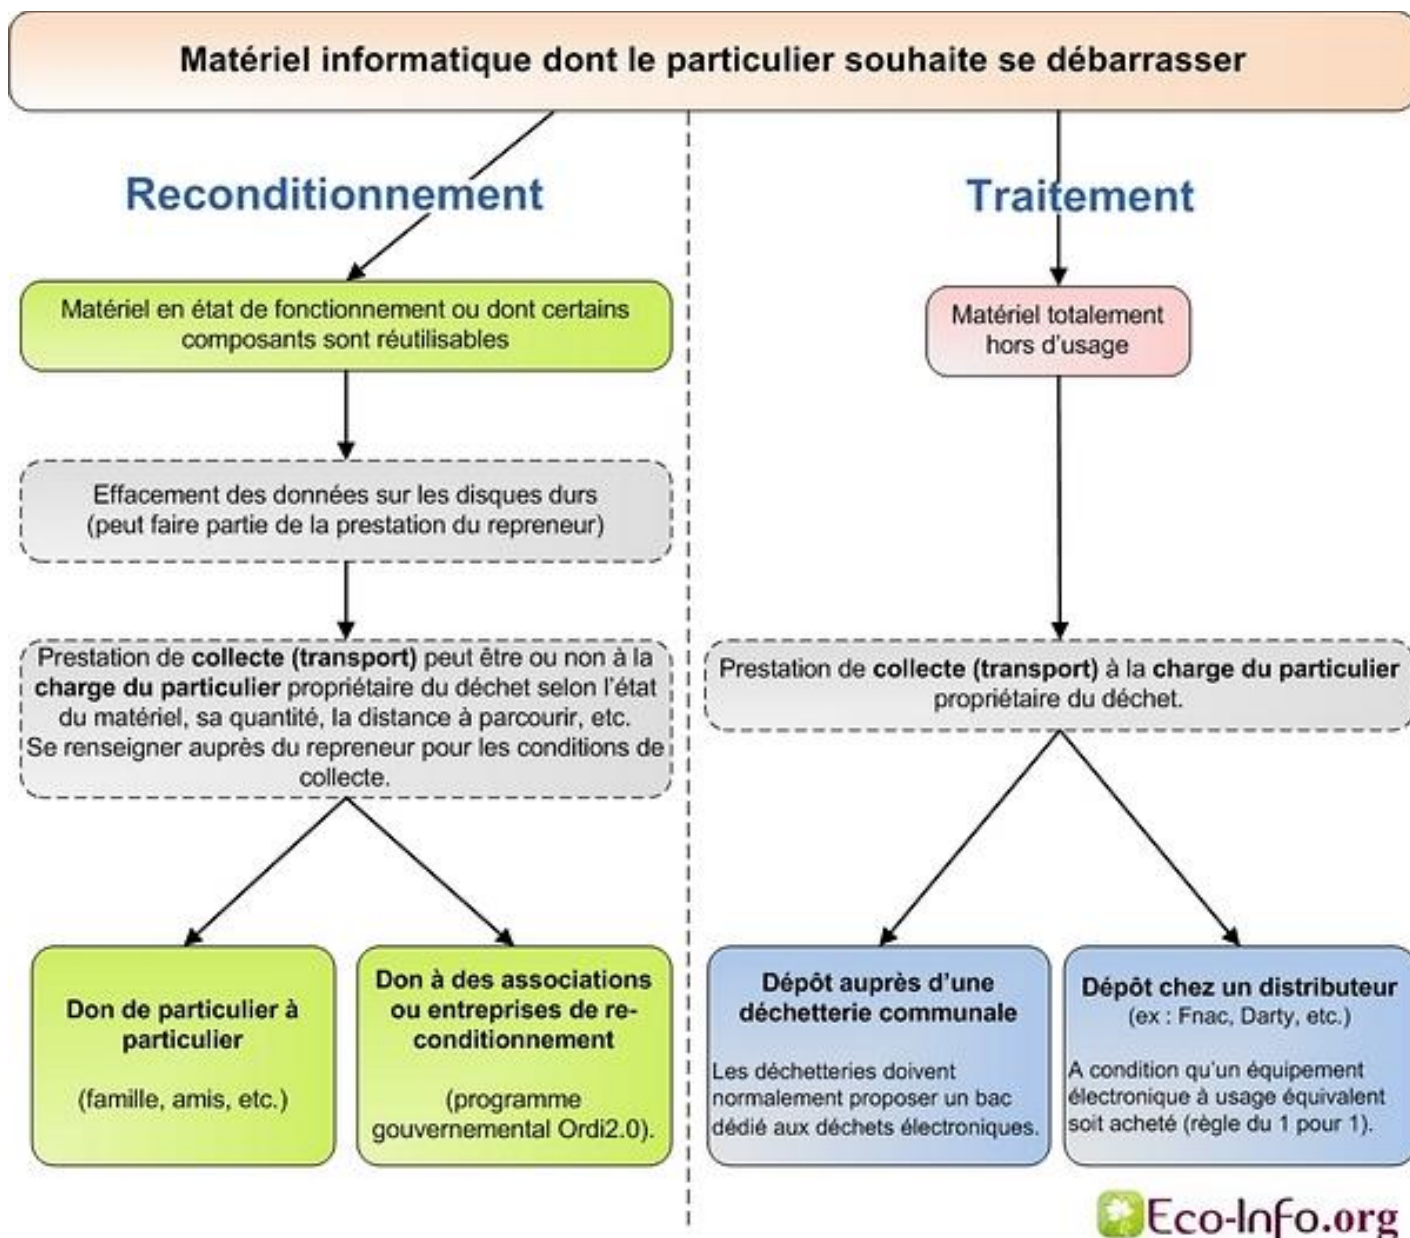 Matériel informatique dont le particulier souhaite se débarrasser
Reconditionnement
Matériel en état de fonctionnement ou dont certains
composants sont réutilisables
Effacement des données sur les disques durs
(peut faire partie de la prestation du repreneur)
Prestation de collecte (transport) peut être ou non à la
charge du particulier propriétaire du déchet selon l'état
du matériel, sa quantité, la distance à parcourir, etc.
Se renseigner auprès du repreneur pour les conditions de
collecte.
Don de particulier à
particulier
(famille, amis, etc.)
Don à des associations
ou entreprises de re-
conditionnement
(programme
gouvernemental Ordi2.0).
Traitement
Matériel totalement
hors d'usage
Prestation de collecte (transport) à la charge du particulier
propriétaire du déchet.
Dépôt auprès d'une
déchetterie communale
Les déchetteries doivent
normalement proposer un bac
dédié aux déchets électroniques.
Dépôt chez un distributeur
(ex : Fnac, Darty, etc.)
A condition qu'un équipement
électronique à usage équivalent
soit acheté (règle du 1 pour 1).
Eco-Info.org